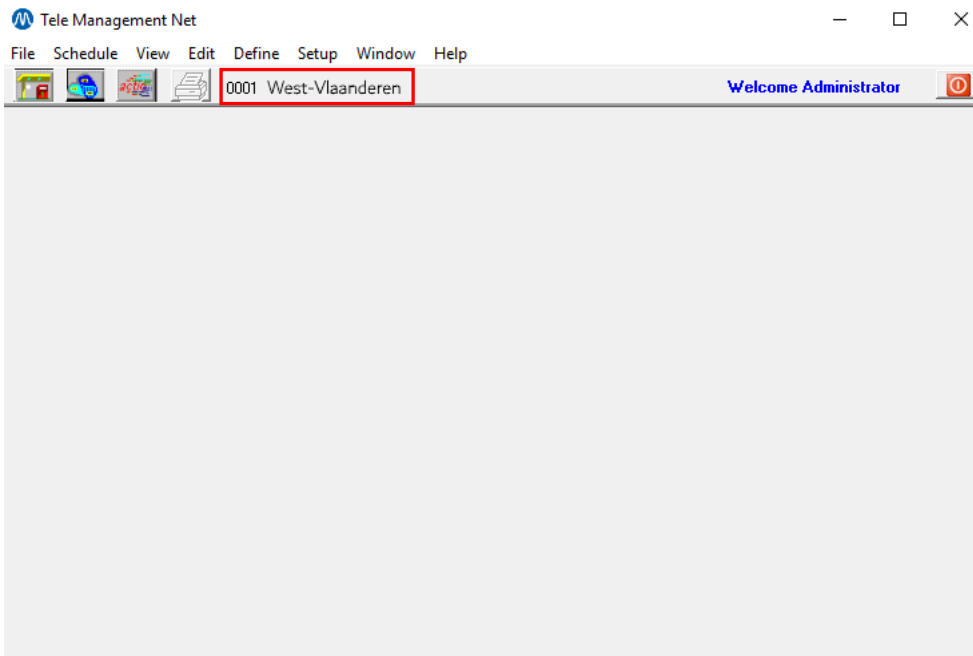 Tele Management Net
File Schedule View Edit Define Setup Window Help
0001 West-Vlaanderen Welcome Administrator